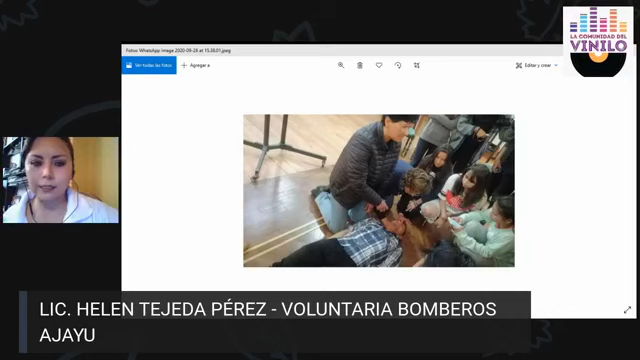 LA COMUNIDAD DEL
VINILO
Fotos: WhatsApp Image 2020-09-26 at 15.38.01.jpeg
Ver todas las fotos
Agregar a
Editar y crear
LIC. HELEN TEJEDA PÉREZ - VOLUNTARIA BOMBEROS
AJAYU